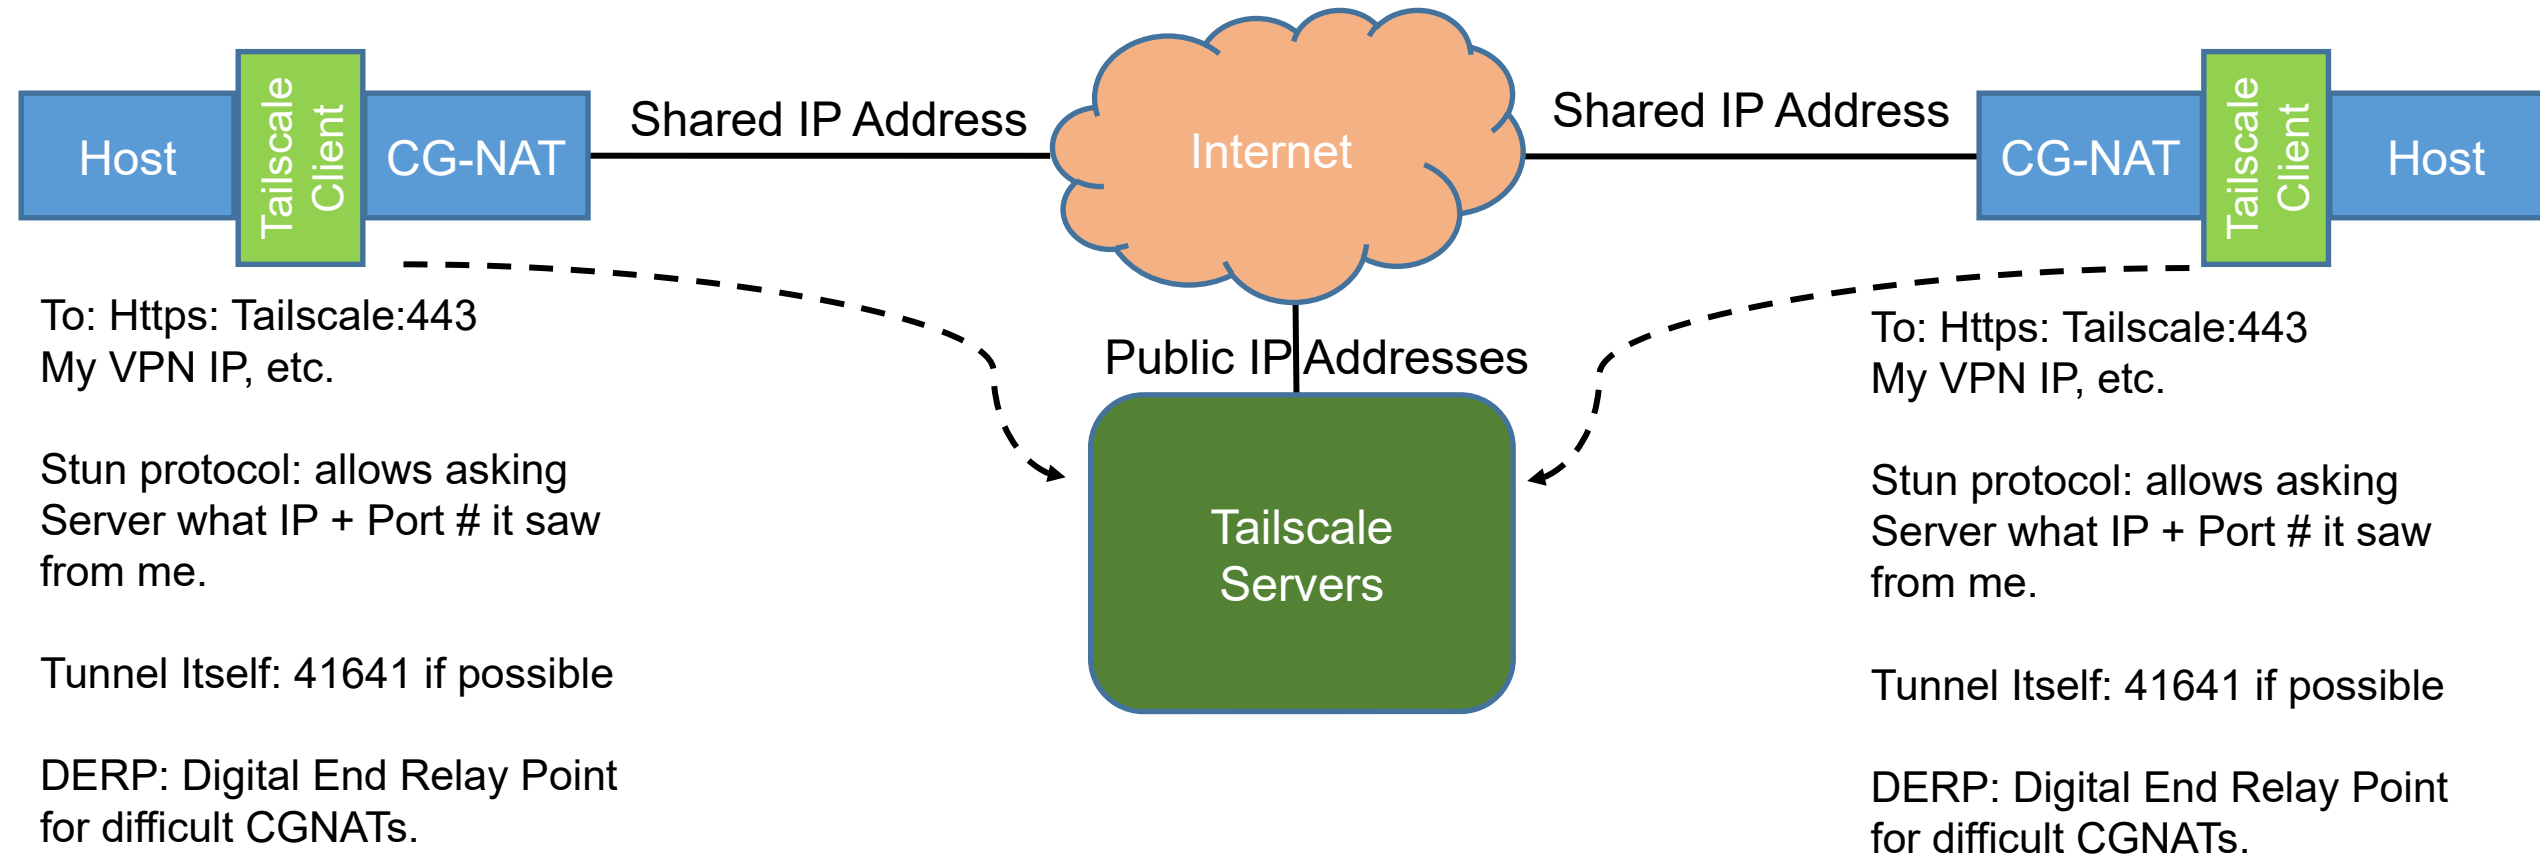 Host
Tailscale
Client
CG-NAT
Shared IP Address
Internet
Shared IP Address
CG-NAT
Tailscale
Client
Host
To: Https: Tailscale:443
My VPN IP, etc.
Stun protocol: allows asking
Server what IP + Port # it saw
from me.
Tunnel Itself: 41641 if possible
DERP: Digital End Relay Point
for difficult CGNATs.
Public IP Addresses
Tailscale
Servers
To: Https: Tailscale:443
My VPN IP, etc.
Stun protocol: allows asking
Server what IP + Port # it saw
from me.
Tunnel Itself: 41641 if possible
DERP: Digital End Relay Point
for difficult CGNATs.